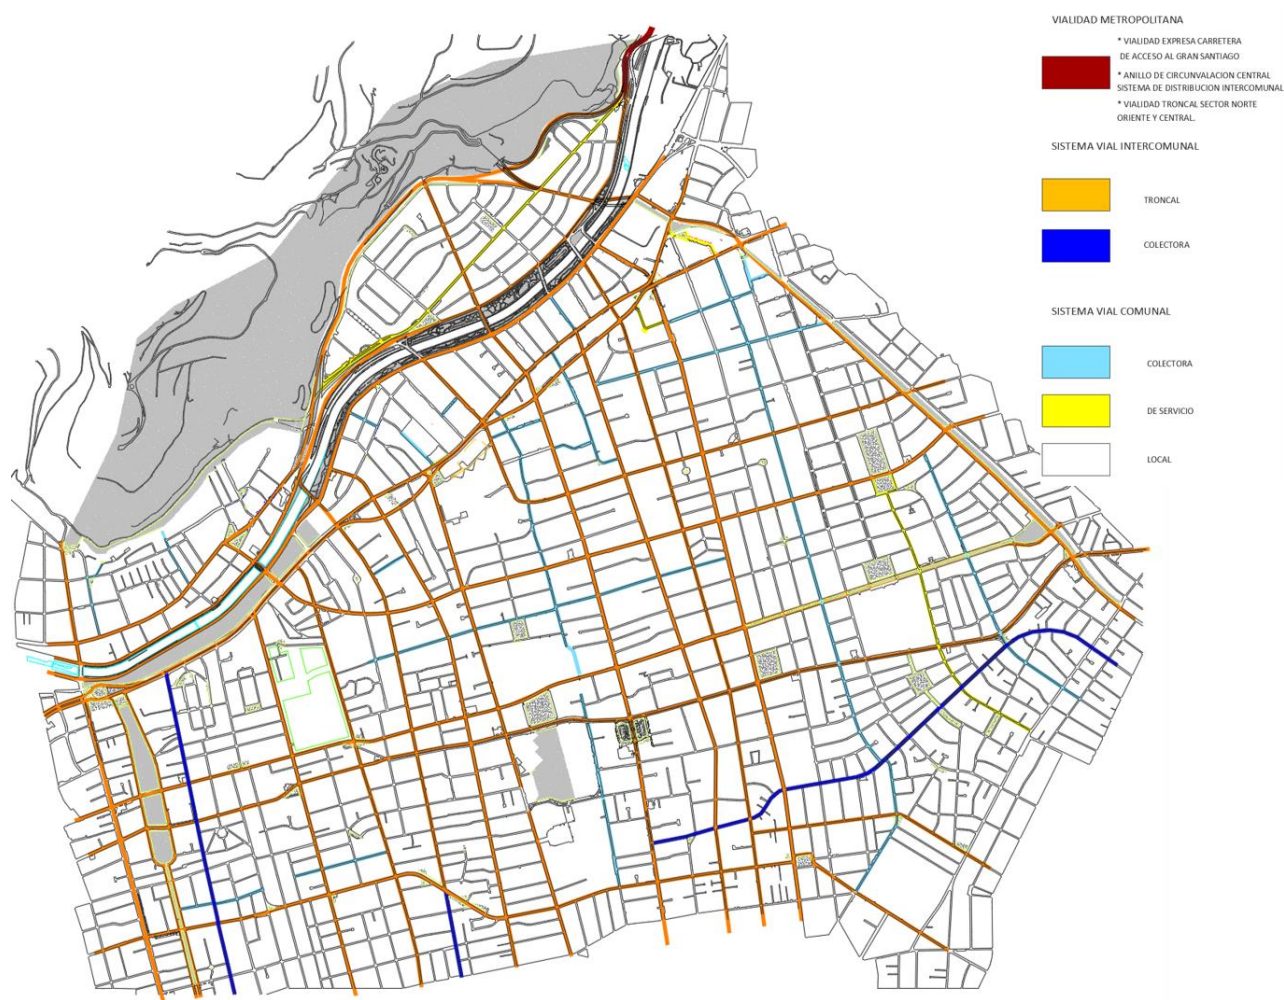 VIALIDAD METROPOLITANA
* VIALIDAD EXPRESA CARRETERA
DE ACCESO AL GRAN SANTIAGO
* ANILLO DE CIRCUNVALACION CENTRAL
SISTEMA DE DISTRIBUCION INTERCOMUNAL
* VIALIDAD TRONCAL SECTOR NORTE
ORIENTE Y CENTRAL.
SISTEMA VIAL INTERCOMUNAL
TRONCAL
COLECTORA
SISTEMA VIAL COMUNAL
COLECTORA
DE SERVICIO
LOCAL